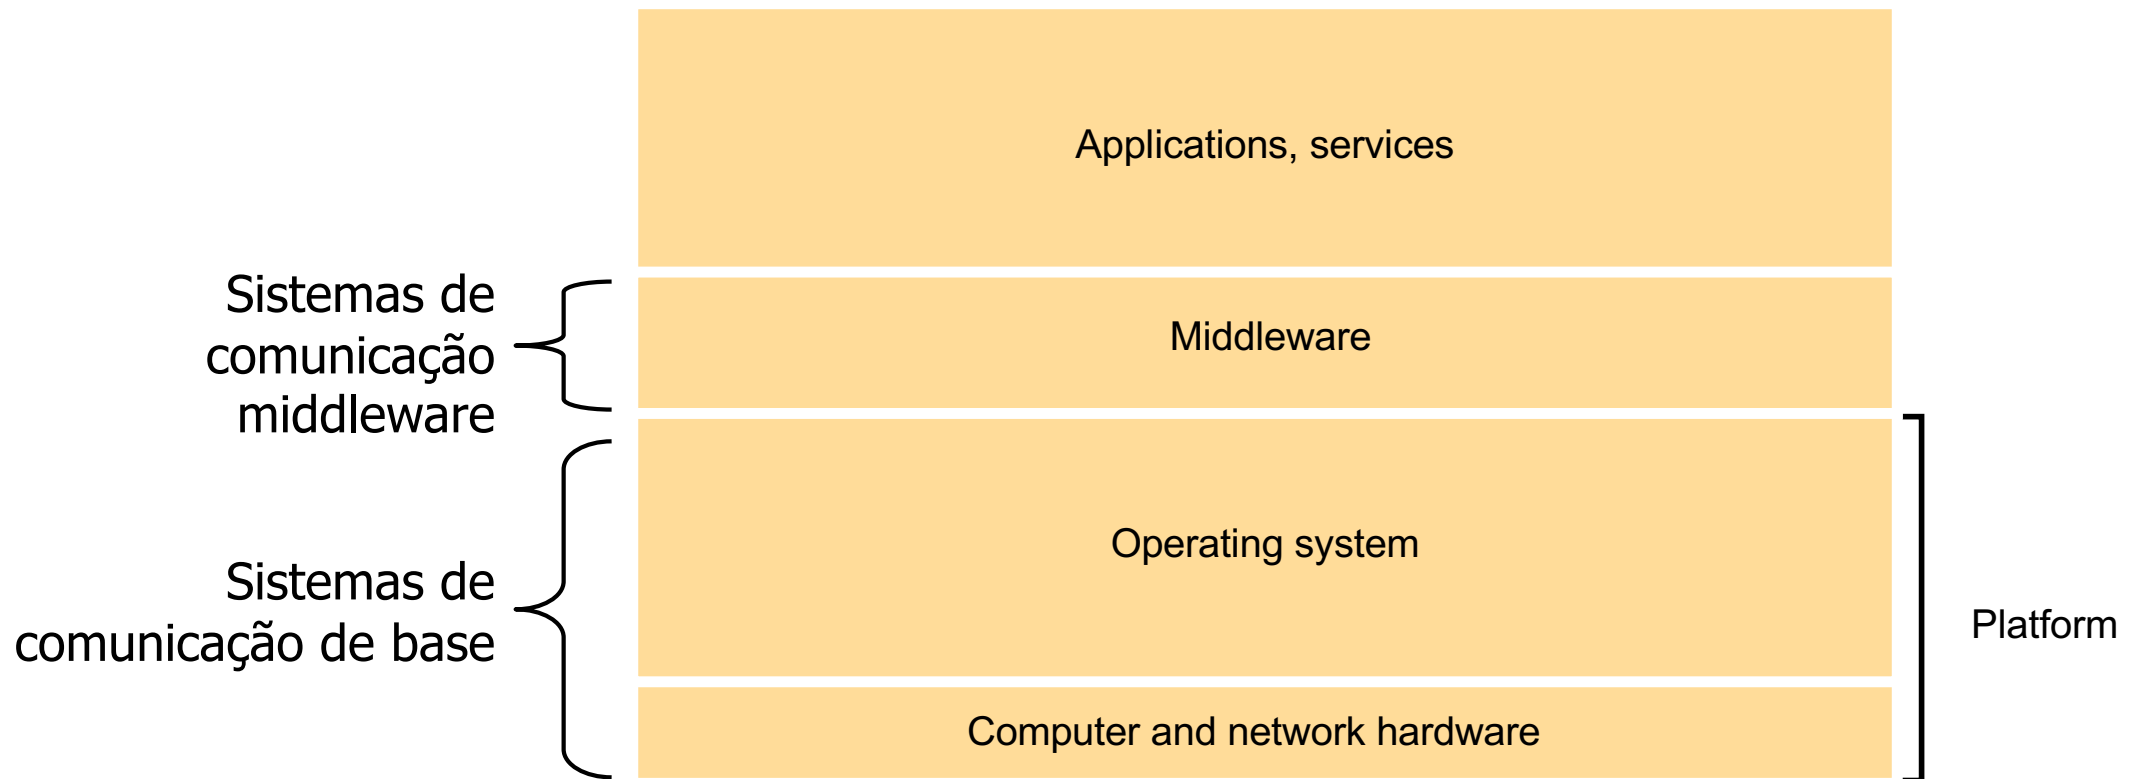 Applications, services
Sistemas de
comunicação
middleware
Middleware
Operating system
Sistemas de
comunicação de base
Platform
Computer and network hardware